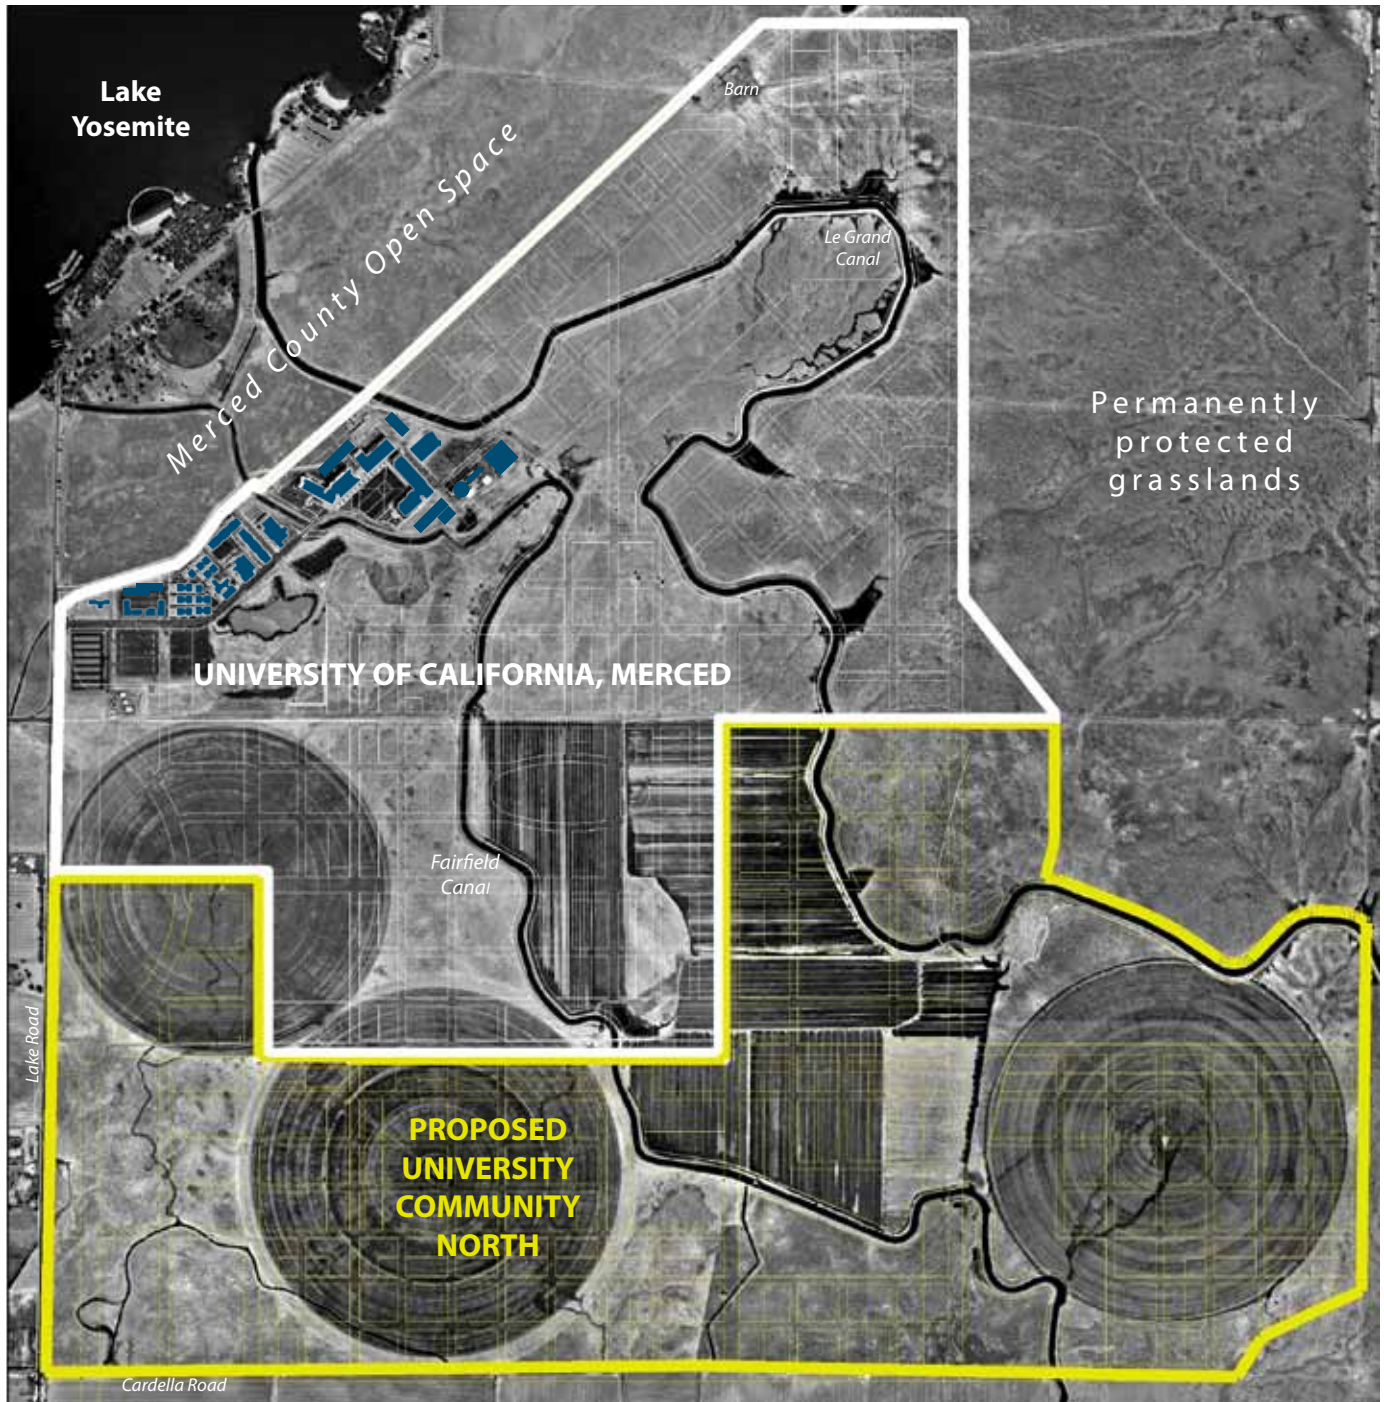 Lake
Yosemite
Barn
Merced County Open Space
Le Grand
Canal
Permanently
protected
grasslands
UNIVERSITY OF CALIFORNIA, MERCED
Fairfield
Canal
Lake Road
PROPOSED
UNIVERSITY
COMMUNITY
NORTH
Cardella Road